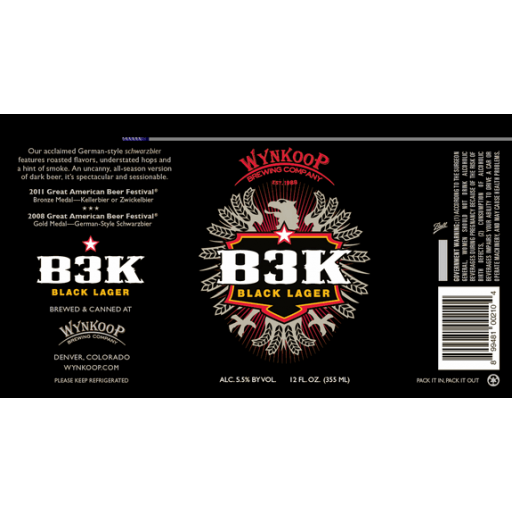 Our acclaimed German-style schwarzbier
features roasted flavors, understated hops and
a hint of smoke. An uncanny, all-season version
of dark beer, it's spectacular and sessionable.
2011 Great American Beer Festival®
Bronze Medal—Kellerbier or Zwickelbier
★★★
2008 Great American Beer Festival®
Gold Medal—German-Style Schwarzbier
B3K
BLACK LAGER
BREWED & CANNED AT
WYNKOOP
BREWING COMPANY
DENVER, COLORADO
WYNKOOP.COM
PLEASE KEEP REFRIGERATED
WYNKOOP
BREWING COMPANY
EST. 1988
B3K
BLACK LAGER
ALC. 5.5% BY VOL. 12 FL. OZ. (355 ML)
GOVERNMENT WARNING: (1) ACCORDING TO THE SURGEON
GENERAL, WOMEN SHOULD NOT DRINK ALCOHOLIC
BEVERAGES DURING PREGNANCY BECAUSE OF THE RISK OF
BIRTH DEFECTS. (2) CONSUMPTION OF ALCOHOLIC
BEVERAGES IMPAIRS YOUR ABILITY TO DRIVE A CAR OR
OPERATE MACHINERY, AND MAY CAUSE HEALTH PROBLEMS.
8 99481 00210 4
PACK IT IN, PACK IT OUT